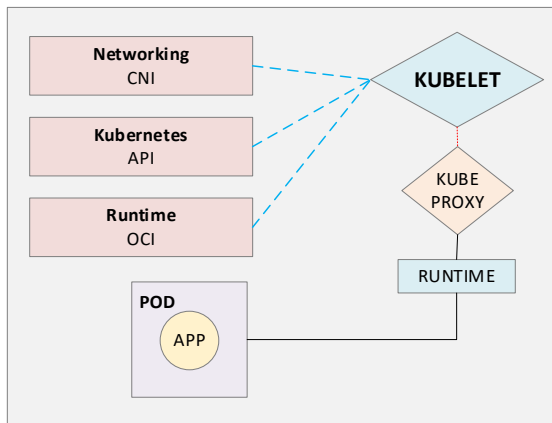 Networking
CNI
KUBELET
Kubernetes
API
KUBE
PROXY
Runtime
OCI
RUNTIME
POD
APP